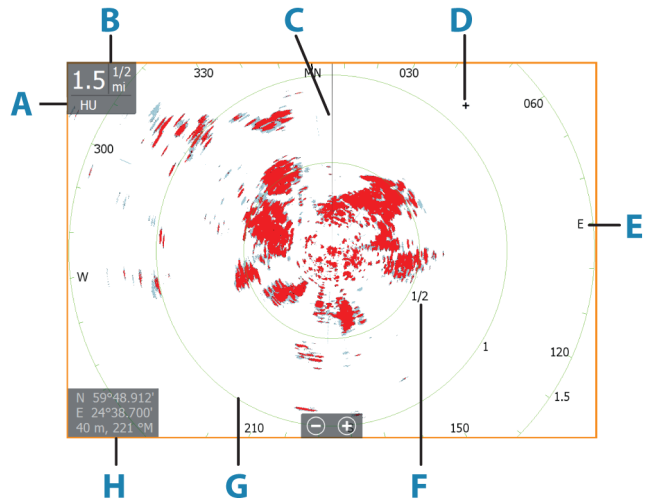 B
C
D
A
1.5
1/2
mi
HU
330
MN
030
+
060
300
E
E
W
1/2
1
120
1.5
N 59°48.912'
E 24°38.700'
40 m, 221 °M
210
150
H
G
F